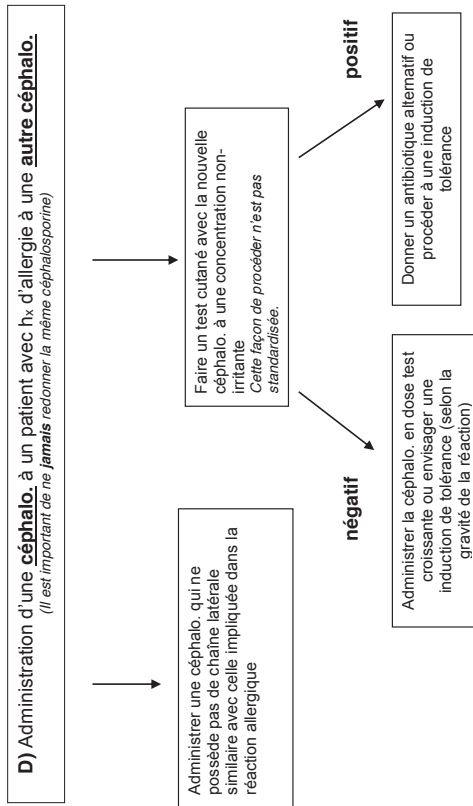 D) Administration d'une céphalo. à un patient avec hx d'allergie à une autre céphalo.
(Il est important de ne jamais redonner la même céphalosporine)
Administrer une céphalo. qui ne
possède pas de chaîne latérale
similaire avec celle impliquée dans la
réaction allergique
Faire un test cutané avec la nouvelle
céphalo. à une concentration non-
irritante
Cette façon de procéder n'est pas
standardisée.
négatif
positif
Administrer la céphalo. en dose test
croissante ou envisager une
induction de tolérance (selon la
gravité de la réaction)
Donner un antibiotique alternatif ou
procéder à une induction de
tolérance